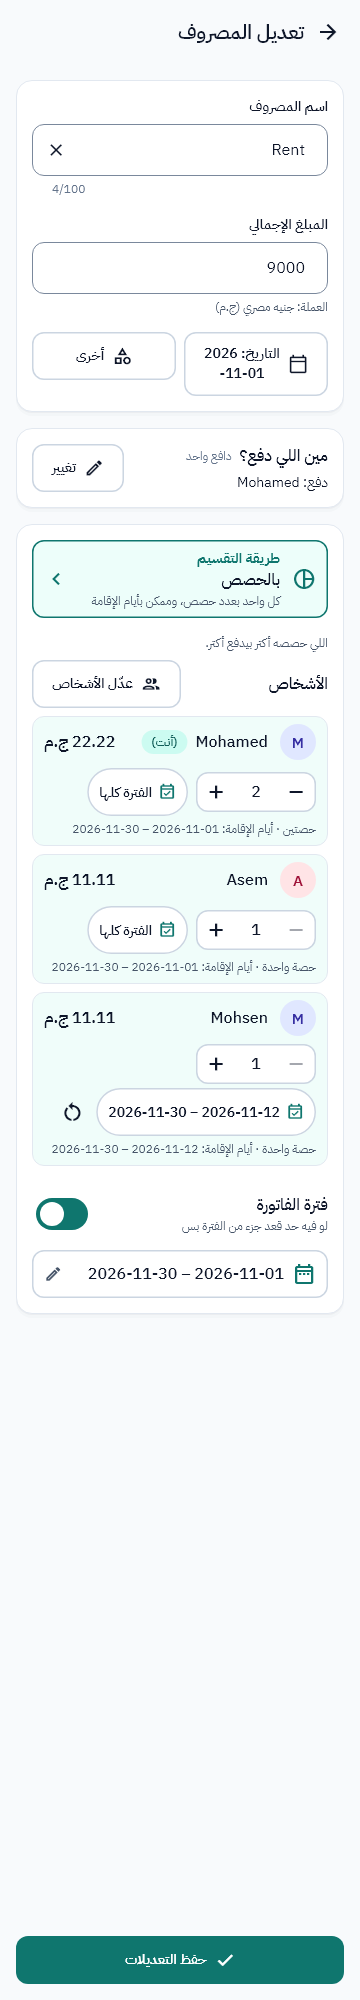 تعديل المصروف
اسم المصروف
Rent
4/100
المبلغ الإجمالي
9000
العملة: جنيه مصري (ج.م)
التاريخ: 2026
-11-01
أخرى
مين اللي دفع؟ دافع واحد
دفع: Mohamed
تغيير
طريقة التقسيم
بالحصص
كل واحد بعدد حصص، وممكن بأيام الإقامة
اللي حصصه أكتر بيدفع أكتر.
الأشخاص
عدّل الأشخاص
M Mohamed (أنت) 22.22 ج.م
2
الفترة كلها
حصتين · أيام الإقامة: 01-11-2026 – 30-11-2026
A Asem 11.11 ج.م
1
الفترة كلها
حصة واحدة · أيام الإقامة: 01-11-2026 – 30-11-2026
M Mohsen 11.11 ج.م
1
2026-11-30 – 2026-11-12
حصة واحدة · أيام الإقامة: 12-11-2026 – 30-11-2026
فترة الفاتورة
لو فيه حد قعد جزء من الفترة بس
2026-11-30 – 2026-11-01
حفظ التعديلات